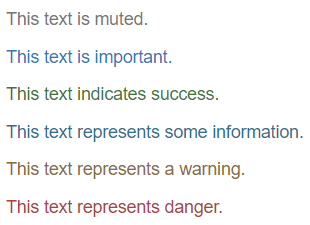 This text is muted.
This text is important.
This text indicates success.
This text represents some information.
This text represents a warning.
This text represents danger.